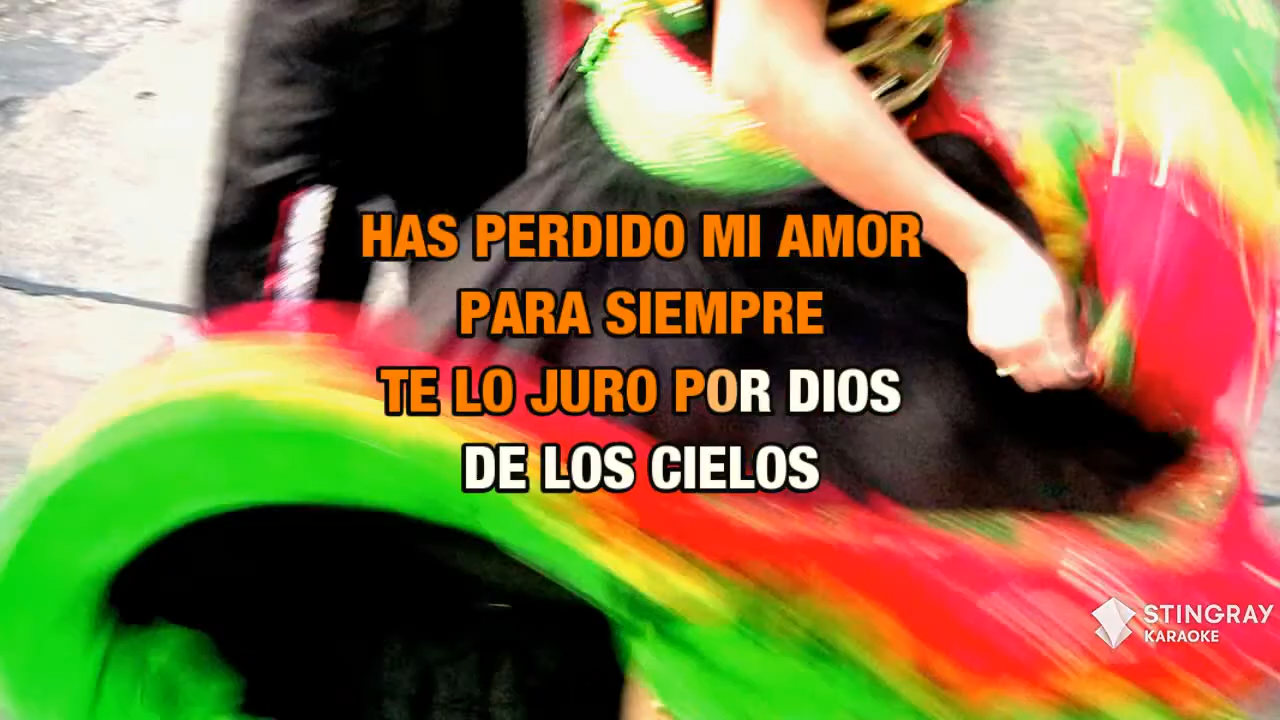 HAS PERDIDO MI AMOR
PARA SIEMPRE
TE LO JURO POR DIOS
DE LOS CIELOS
STINGRAY
KARAOKE